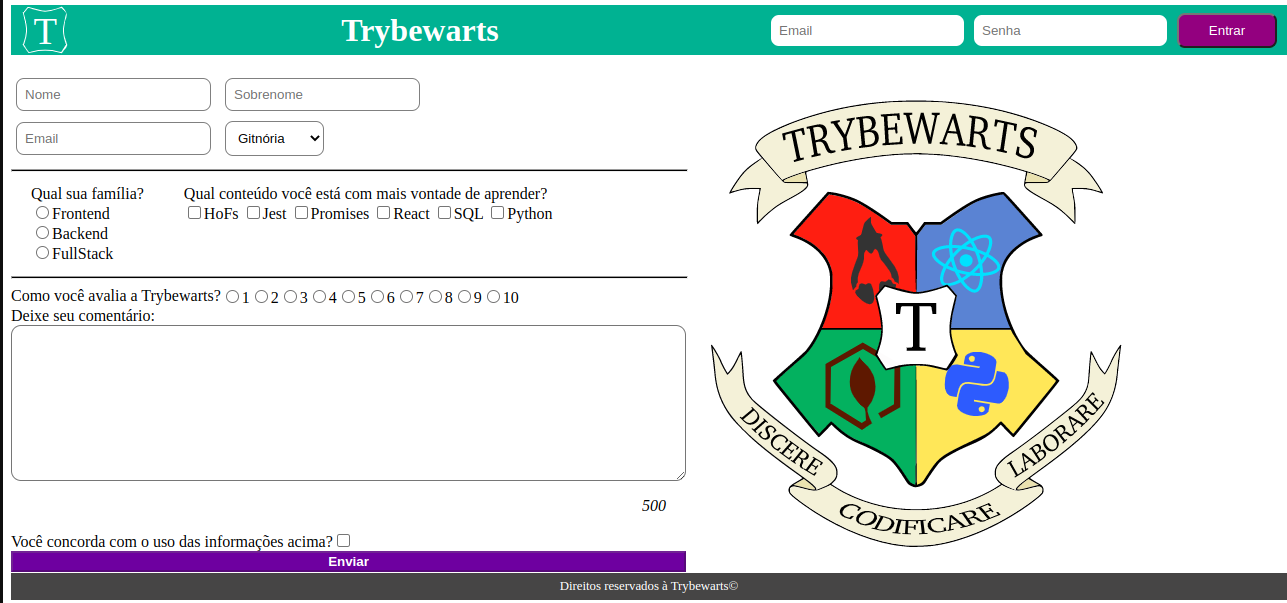 T
Trybewarts
Email
Senha
Entrar
Nome
Sobrenome
Email
Gitnória
Qual sua família?
Frontend
Backend
FullStack
Qual conteúdo você está com mais vontade de aprender?
HoFs Jest Promises React SQL Python
Como você avalia a Trybewarts? 1 2 3 4 5 6 7 8 9 10
Deixe seu comentário:
500
Você concorda com o uso das informações acima?
Enviar
TRYBEWARTS
T
DISCERE
CODIFICARE
LABORARE
Direitos reservados à Trybewarts©